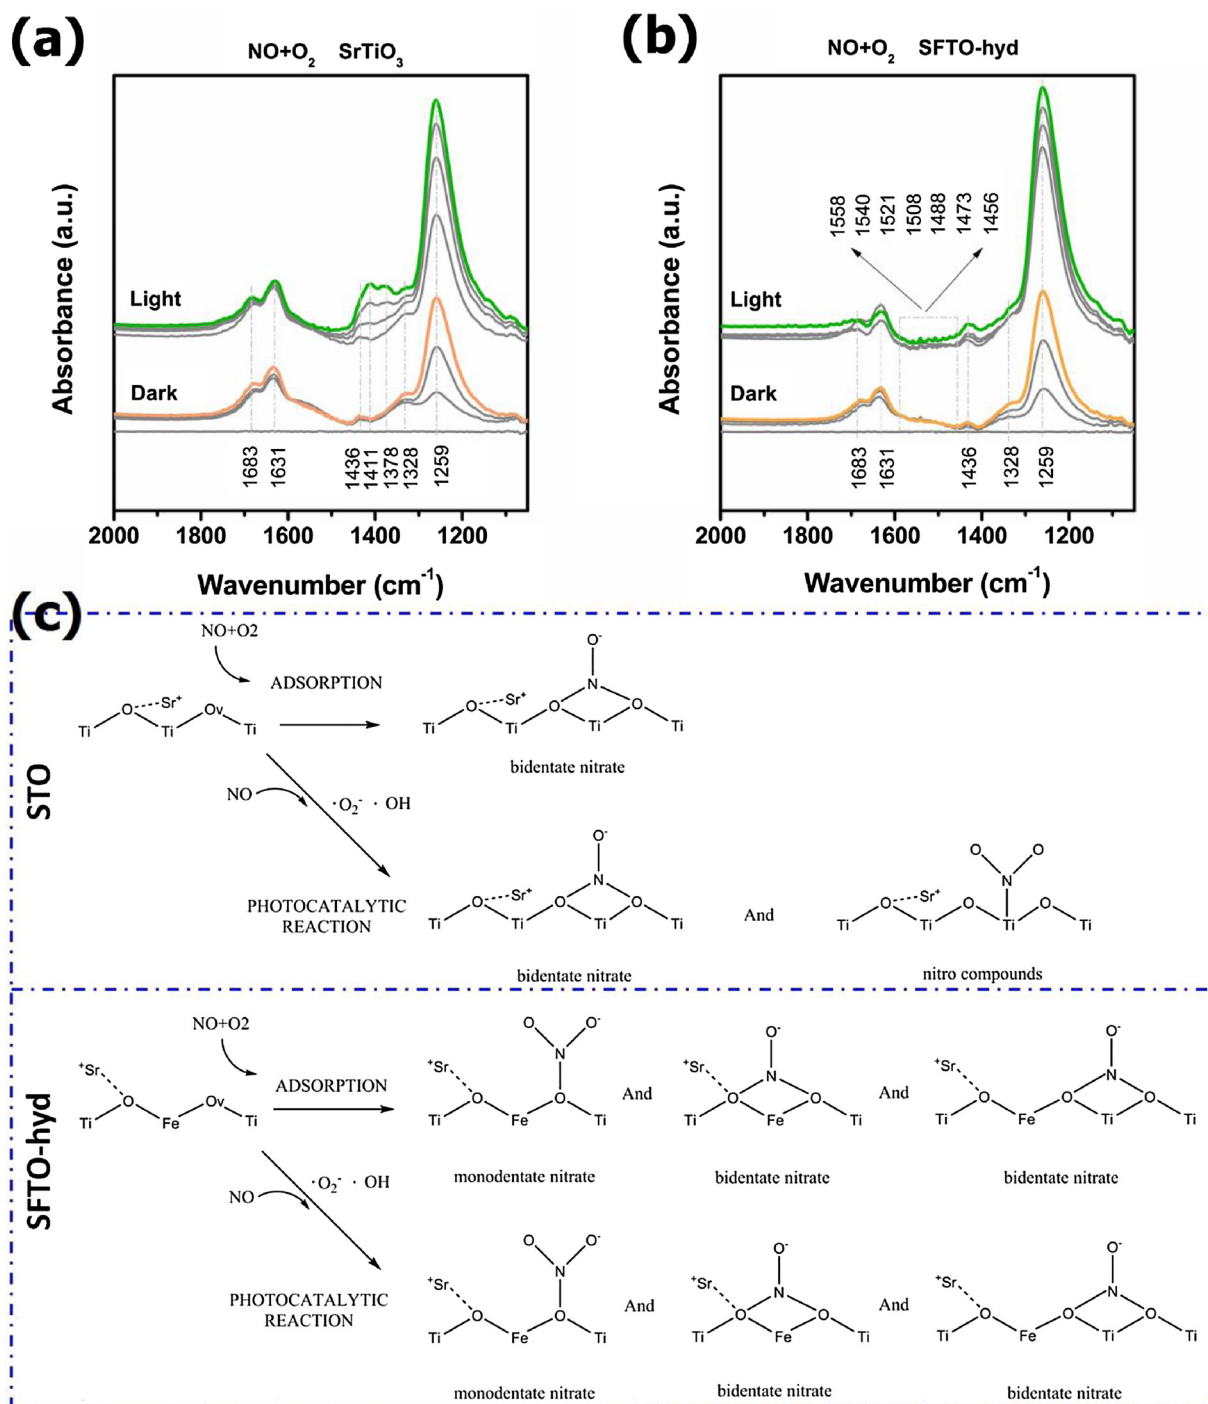 (a)
NO+O2 SrTiO3
Absorbance (a.u.)
Light
Dark
1683
1631
1436
1411
1378
1328
1259
2000 1800 1600 1400 1200
Wavenumber (cm-1)
(b)
NO+O2 SFTO-hyd
Absorbance (a.u.)
1558
1540
1521
1508
1488
1473
1456
Light
Dark
1683
1631
1436
1328
1259
2000 1800 1600 1400 1200
Wavenumber (cm-1)
(c)
STO
NO+O2
ADSORPTION
Ti O Sr+ Ti Ov Ti
Ti O Sr+ Ti O N O- Ti O Ti
bidentate nitrate
NO
·O2- · OH
PHOTOCATALYTIC
REACTION
Ti O Sr+ Ti O N O- Ti O Ti
bidentate nitrate
And
Ti O Sr+ Ti O N O O Ti O Ti
nitro compounds
SFTO-hyd
NO+O2
ADSORPTION
+Sr Ti O Fe Ov Ti
+Sr Ti O Fe O N O O- Ti
monodentate nitrate
And
+Sr Ti O N O- Fe O Ti
bidentate nitrate
And
+Sr Ti O Fe O N O- Ti O Ti
bidentate nitrate
NO
·O2- · OH
PHOTOCATALYTIC
REACTION
+Sr Ti O Fe O N O O- Ti
monodentate nitrate
And
+Sr Ti O N O- Fe O Ti
bidentate nitrate
And
+Sr Ti O Fe O N O- Ti O Ti
bidentate nitrate